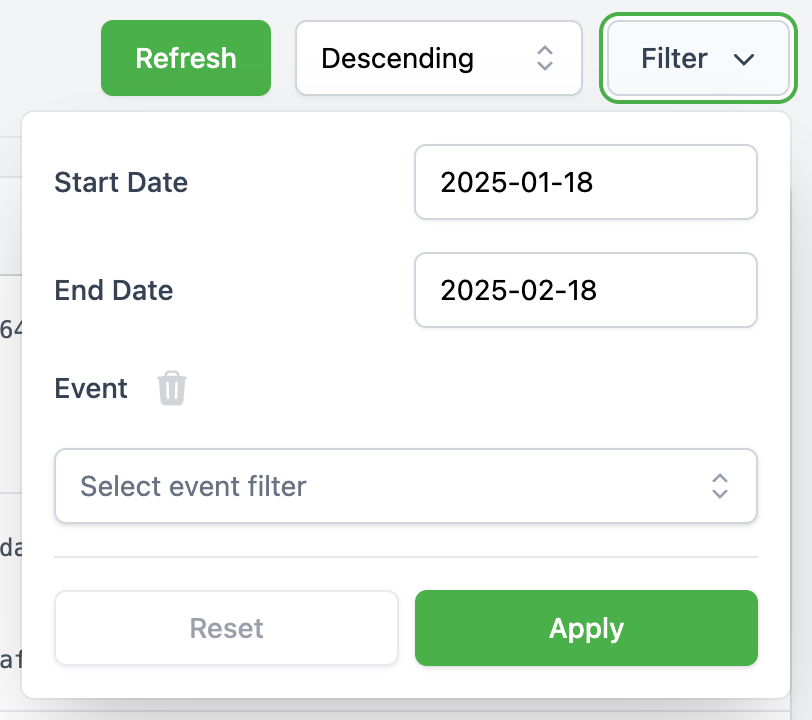 Refresh Descending Filter
Start Date 2025-01-18
End Date 2025-02-18
64
Event
Select event filter
da
Reset Apply
af